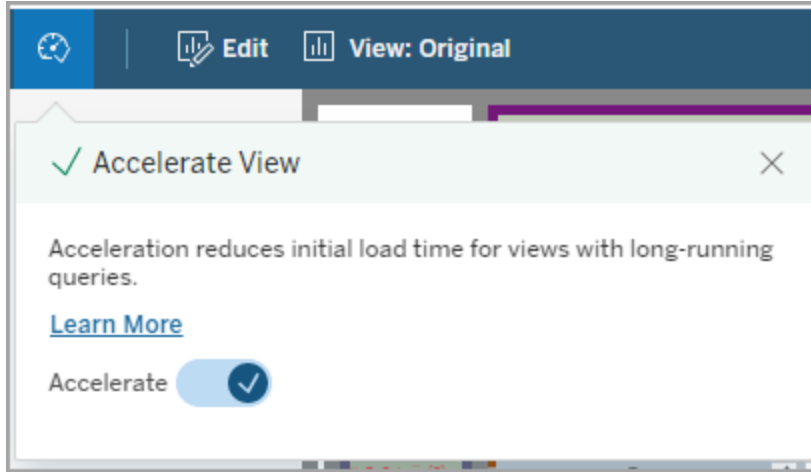 Edit
View: Original
Accelerate View
Acceleration reduces initial load time for views with long-running
queries.
Learn More
Accelerate